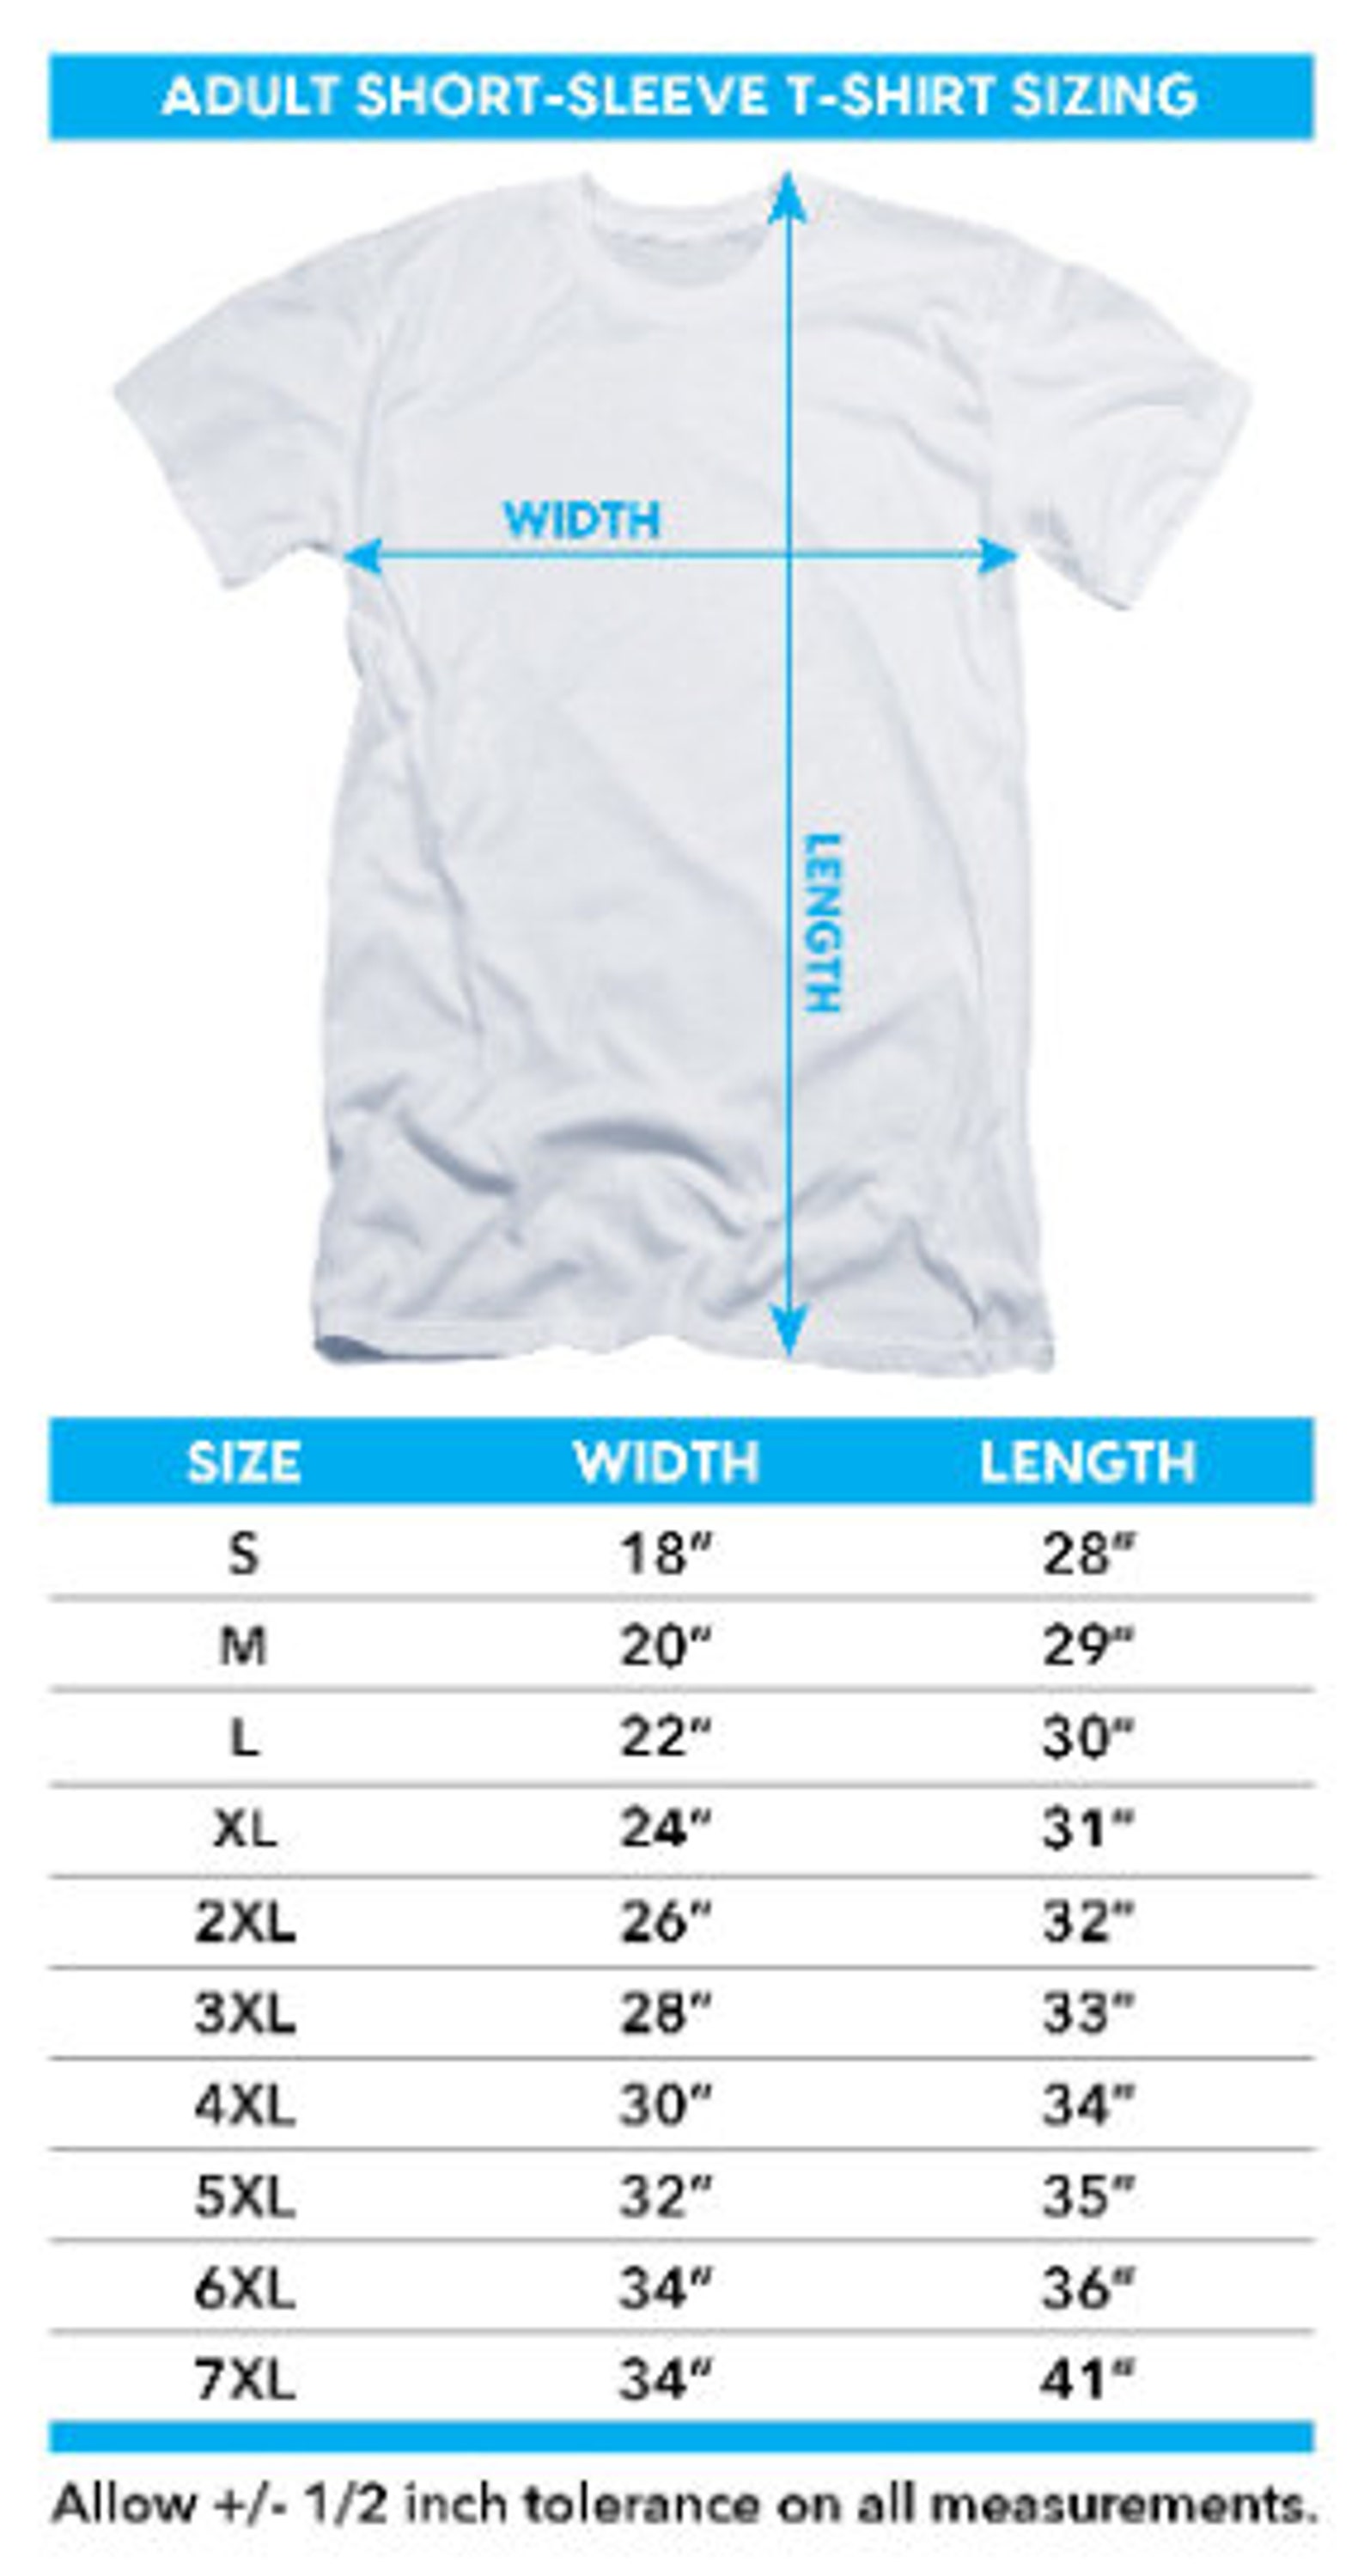 ADULT SHORT-SLEEVE T-SHIRT SIZING
WIDTH
LENGTH
SIZE WIDTH LENGTH
S 18" 28"
M 20" 29"
L 22" 30"
XL 24" 31"
2XL 26" 32"
3XL 28" 33"
4XL 30" 34"
5XL 32" 35"
6XL 34" 36"
7XL 34" 41"
Allow +/- 1/2 inch tolerance on all measurements.